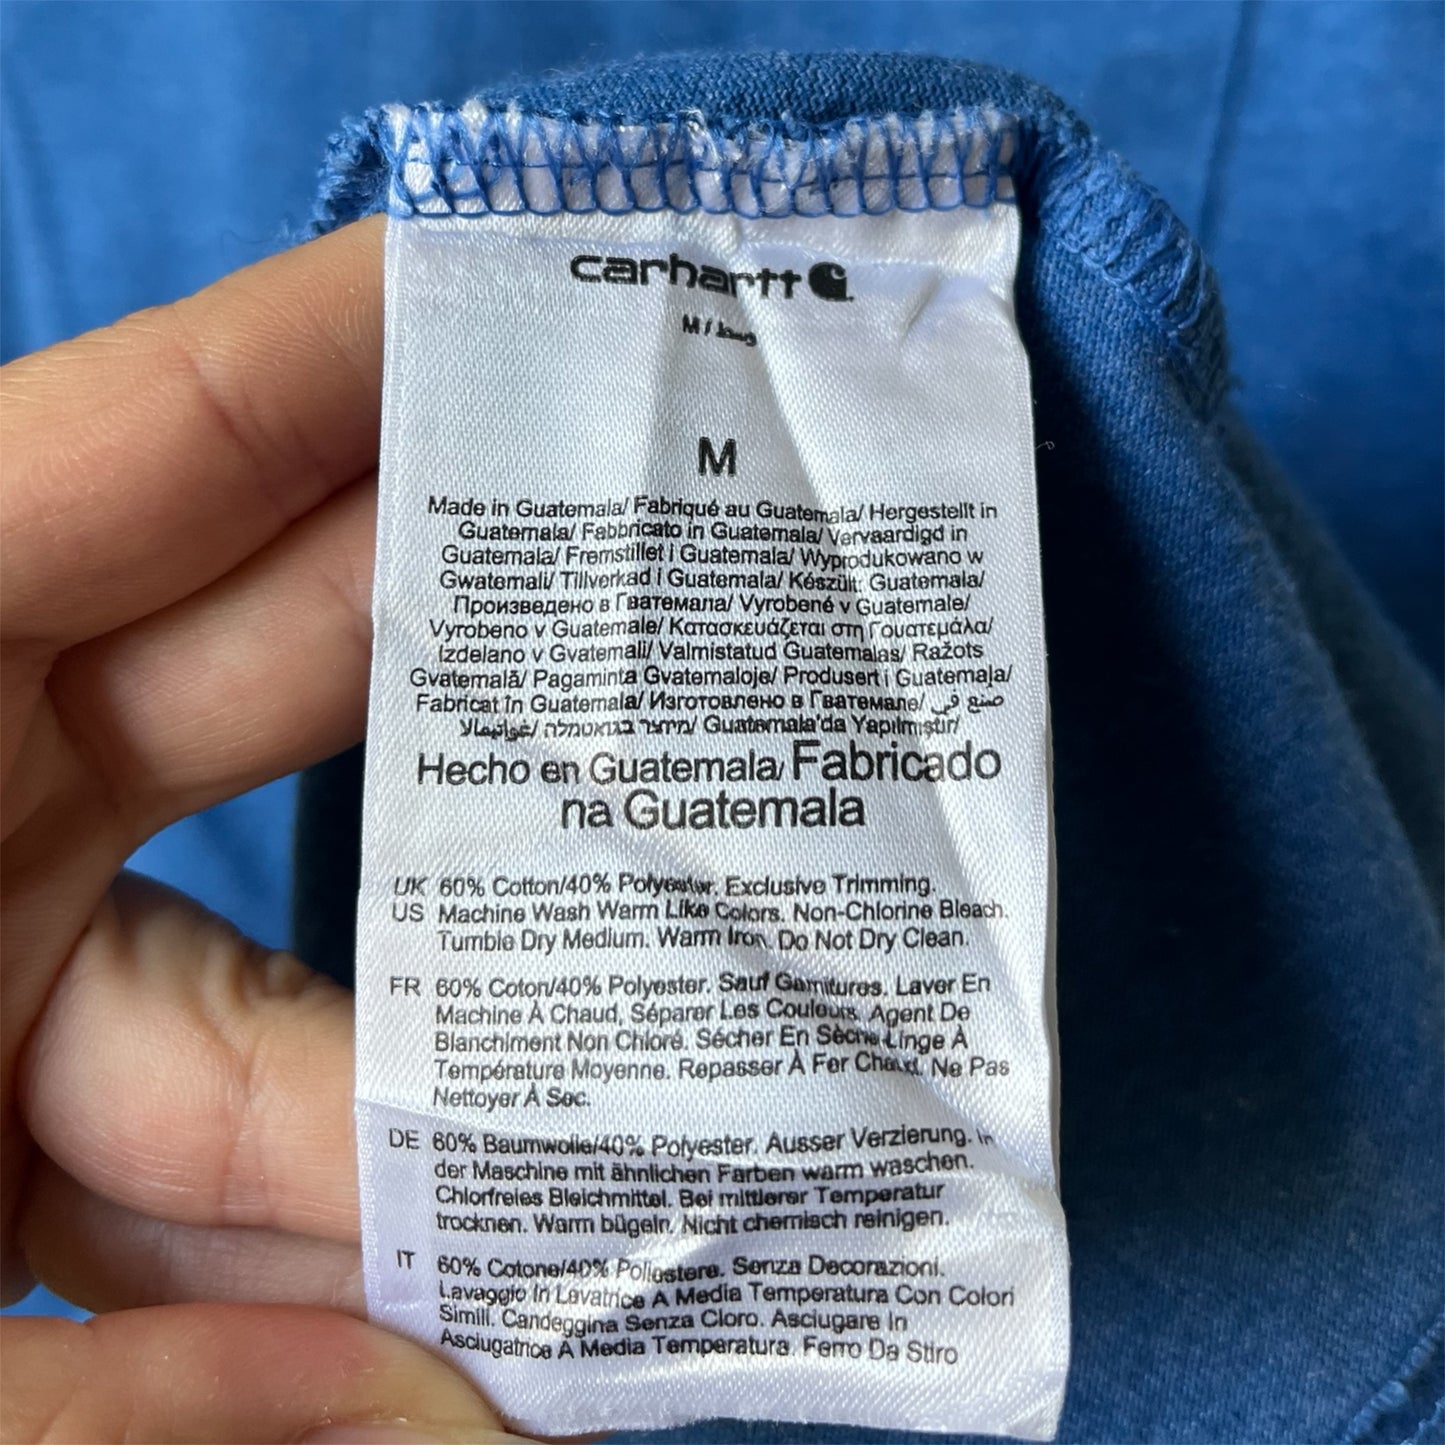 carhartt
M / وسط
M
Made in Guatemala/ Fabriqué au Guatemala/ Hergestellt in
Guatemala/ Fabbricato in Guatemala/ Vervaardigd in
Guatemala/ Fremstillet i Guatemala/ Wyprodukowano w
Gwatemali/ Tillverkad i Guatemala/ Készült: Guatemala/
Произведено в Гватемала/ Vyrobené v Guatemale/
Vyrobeno v Guatemale/ Κατασκευάζεται στη Γουατεμάλα/
Izdelano v Gvatemali/ Valmistatud Guatemalas/ Ražots
Gvatemalā/ Pagaminta Gvatemaloje/ Produsert i Guatemala/
Fabricat în Guatemala/ Изготовлено в Гватемале/ صنع في
غواتيمالا/ מיוצר בגואטמלה/ Guatemala'da Yapılmıştır/
Hecho en Guatemala/ Fabricado
na Guatemala
UK 60% Cotton/40% Polyester. Exclusive Trimming.
US Machine Wash Warm Like Colors. Non-Chlorine Bleach.
Tumble Dry Medium. Warm Iron. Do Not Dry Clean.
FR 60% Coton/40% Polyester. Sauf Garnitures. Laver En
Machine À Chaud, Séparer Les Couleurs. Agent De
Blanchiment Non Chloré. Sécher En Sèche-Linge À
Température Moyenne. Repasser À Fer Chaud. Ne Pas
Nettoyer À Sec.
DE 60% Baumwolle/40% Polyester. Ausser Verzierung. In
der Maschine mit ähnlichen Farben warm waschen.
Chlorfreies Bleichmittel. Bei mittlerer Temperatur
trocknen. Warm bügeln. Nicht chemisch reinigen.
IT 60% Cotone/40% Poliestere. Senza Decorazioni.
Lavaggio In Lavatrice A Media Temperatura Con Colori
Simili. Candeggina Senza Cloro. Asciugare In
Asciugatrice A Media Temperatura. Ferro Da Stiro